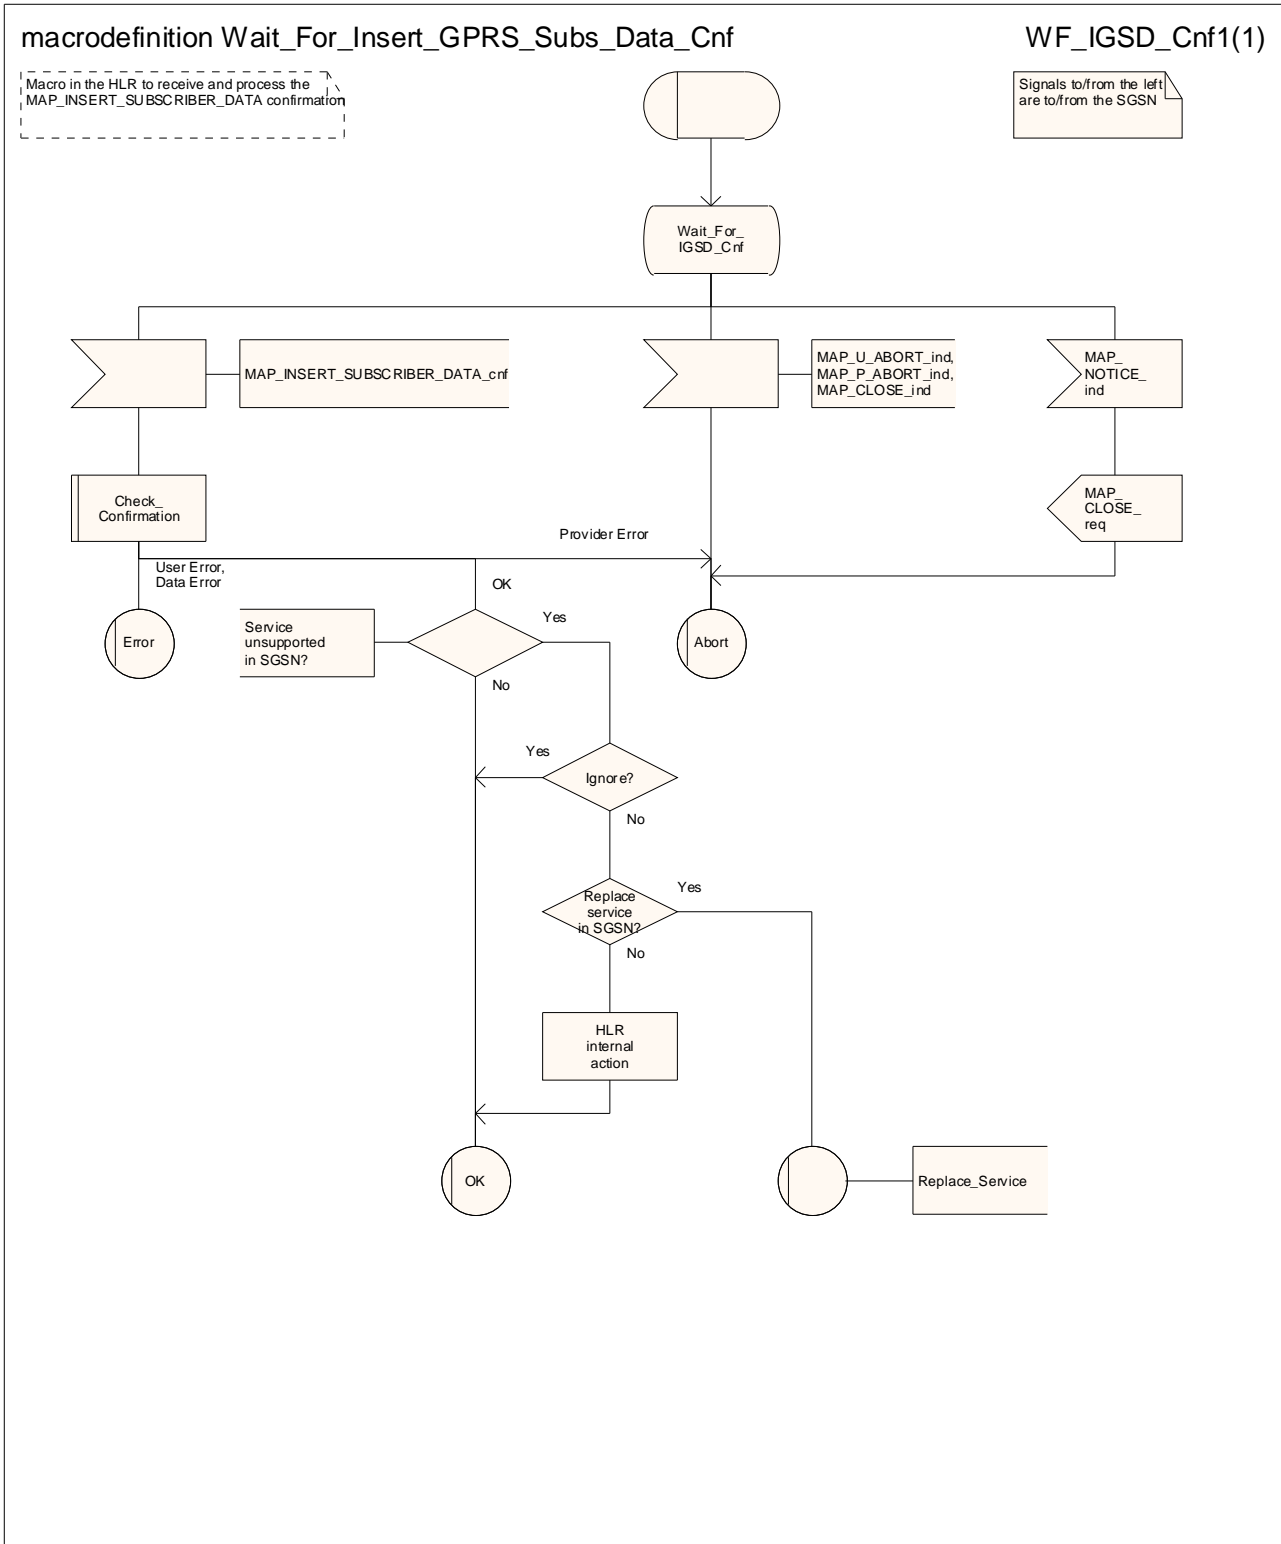 macrodefinition Wait_For_Insert_GPRS_Subs_Data_Cnf
WF_IGSD_Cnf1(1)
Macro in the HLR to receive and process the
MAP_INSERT_SUBSCRIBER_DATA confirmation
Signals to/from the left
are to/from the SGSN
Wait_For_
IGSD_Cnf
MAP_INSERT_SUBSCRIBER_DATA_cnf
MAP_U_ABORT_ind,
MAP_P_ABORT_ind,
MAP_CLOSE_ind
MAP_
NOTICE_
ind
Check_
Confirmation
MAP_
CLOSE_
req
Provider Error
User Error,
Data Error
OK
Error
Service
unsupported
in SGSN?
Yes
No
Abort
Yes
Ignore?
No
Replace
service
in SGSN?
Yes
No
HLR
internal
action
OK
Replace_Service